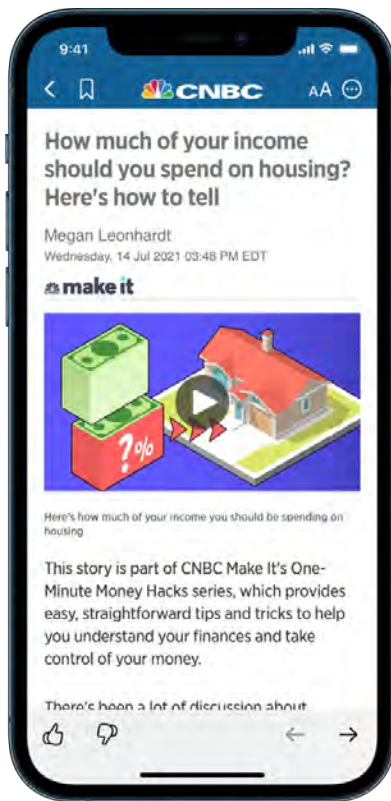 9:41
CNBC AA
How much of your income
should you spend on housing?
Here's how to tell
Megan Leonhardt
Wednesday, 14 Jul 2021 03:48 PM EDT
make it
?%
Here's how much of your income you should be spending on
housing
This story is part of CNBC Make It's One-
Minute Money Hacks series, which provides
easy, straightforward tips and tricks to help
you understand your finances and take
control of your money.
There's been a lot of discussion about